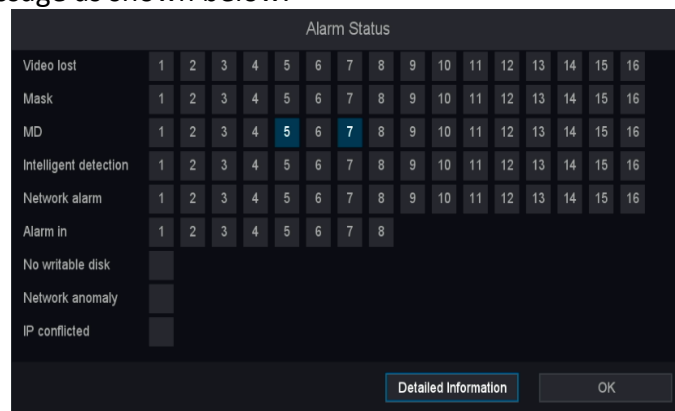 Alarm Status
Video lost 1 2 3 4 5 6 7 8 9 10 11 12 13 14 15 16
Mask 1 2 3 4 5 6 7 8 9 10 11 12 13 14 15 16
MD 1 2 3 4 5 6 7 8 9 10 11 12 13 14 15 16
Intelligent detection 1 2 3 4 5 6 7 8 9 10 11 12 13 14 15 16
Network alarm 1 2 3 4 5 6 7 8 9 10 11 12 13 14 15 16
Alarm in 1 2 3 4 5 6 7 8
No writable disk
Network anomaly
IP conflicted
Detailed Information OK